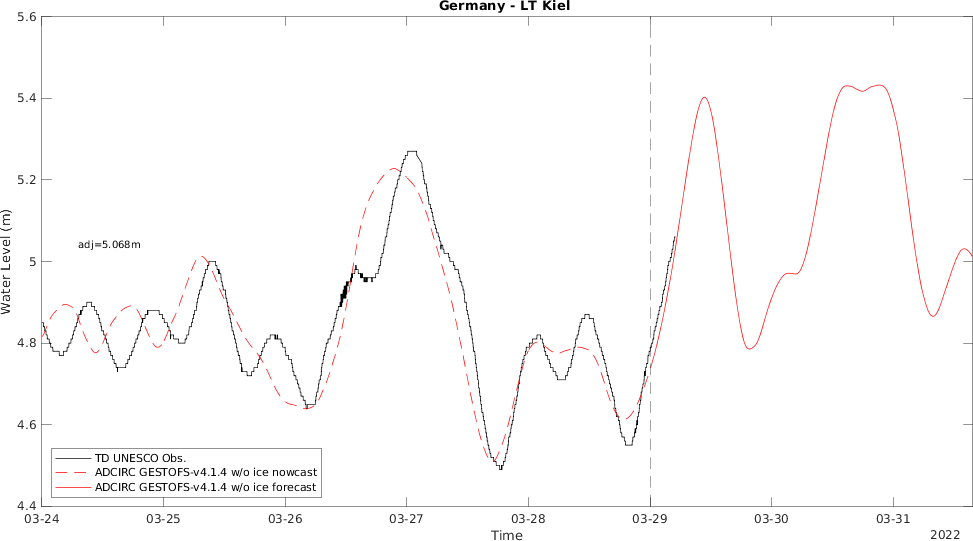 Germany - LT Kiel
5.6
5.4
5.2
5
4.8
4.6
4.4
Water Level (m)
adj=5.068m
TD UNESCO Obs.
ADCIRC GESTOFS-v4.1.4 w/o ice nowcast
ADCIRC GESTOFS-v4.1.4 w/o ice forecast
03-24 03-25 03-26 03-27 03-28 03-29 03-30 03-31
Time
2022